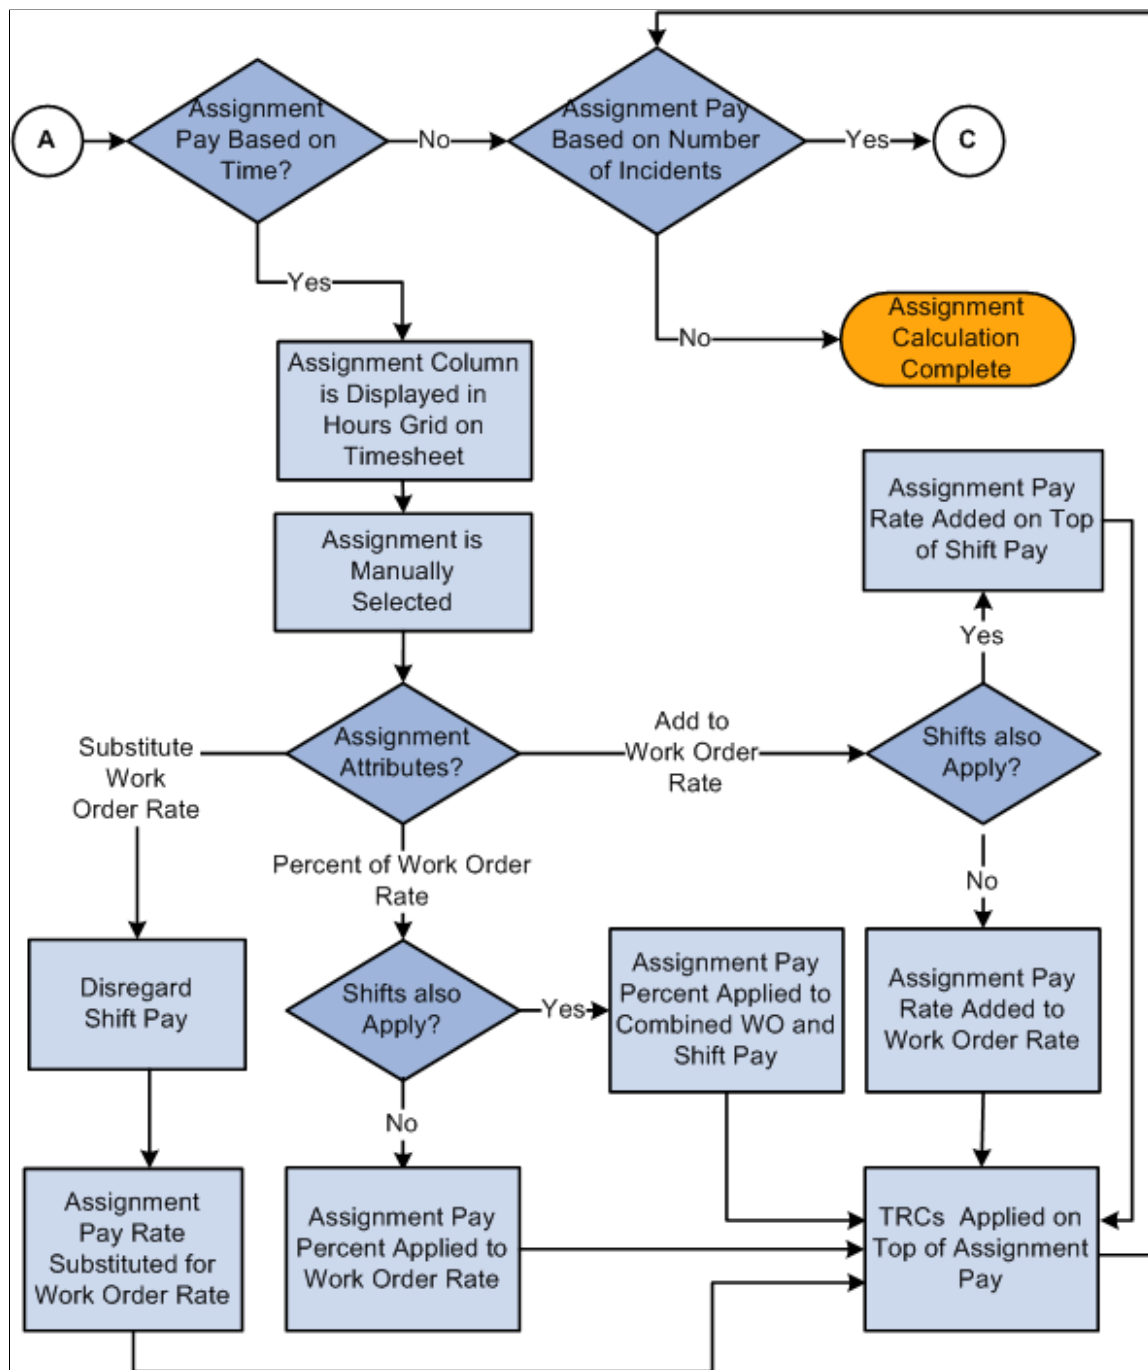 A
Assignment
Pay Based on
Time?
No
Assignment Pay
Based on Number
of Incidents
Yes
C
Yes
No
Assignment
Calculation
Complete
Assignment Column
is Displayed in
Hours Grid on
Timesheet
Assignment is
Manually
Selected
Assignment Pay
Rate Added on Top
of Shift Pay
Yes
Assignment
Attributes?
Substitute
Work
Order Rate
Add to
Work Order
Rate
Shifts also
Apply?
Percent of Work Order
Rate
No
Disregard
Shift Pay
Shifts also
Apply?
Yes
Assignment Pay
Percent Applied to
Combined WO and
Shift Pay
Assignment Pay
Rate Added to
Work Order Rate
No
Assignment
Pay Rate
Substituted for
Work Order Rate
Assignment Pay
Percent Applied to
Work Order Rate
TRCs Applied on
Top of Assignment
Pay